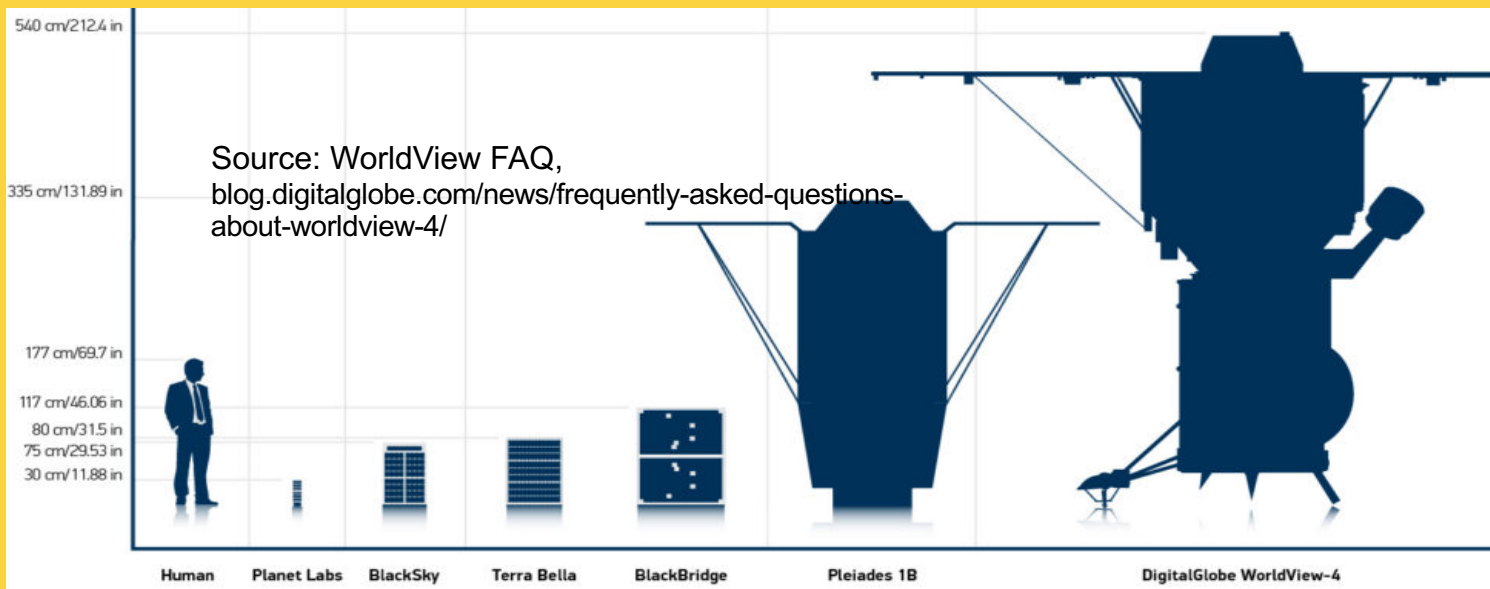 540 cm/212.4 in
Source: WorldView FAQ,
blog.digitalglobe.com/news/frequently-asked-questions-
about-worldview-4/
335 cm/131.89 in
177 cm/69.7 in
117 cm/46.06 in
80 cm/31.5 in
75 cm/29.53 in
30 cm/11.88 in
Human Planet Labs BlackSky Terra Bella BlackBridge Pleiades 1B DigitalGlobe WorldView-4